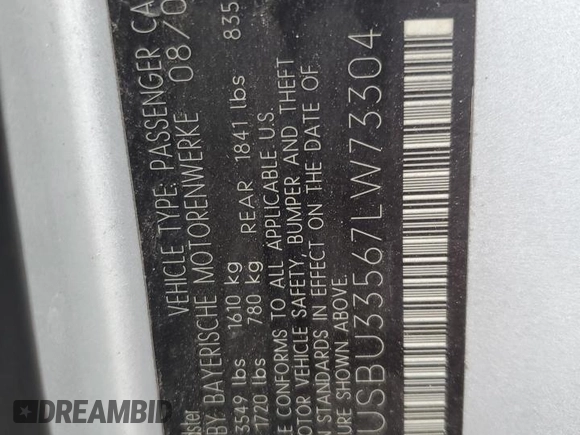 VEHICLE TYPE: PASSENGER CA
BY: BAYERISCHE MOTORENWERKE 08/0
3549 lbs 1610 kg
1720 lbs 780 kg REAR 1841 lbs 835
LE CONFORMS TO ALL APPLICABLE U.S.
MOTOR VEHICLE SAFETY, BUMPER AND THEFT
N STANDARDS IN EFFECT ON THE DATE OF
URE SHOWN ABOVE.
USBU33567LW73304
DREAMBID